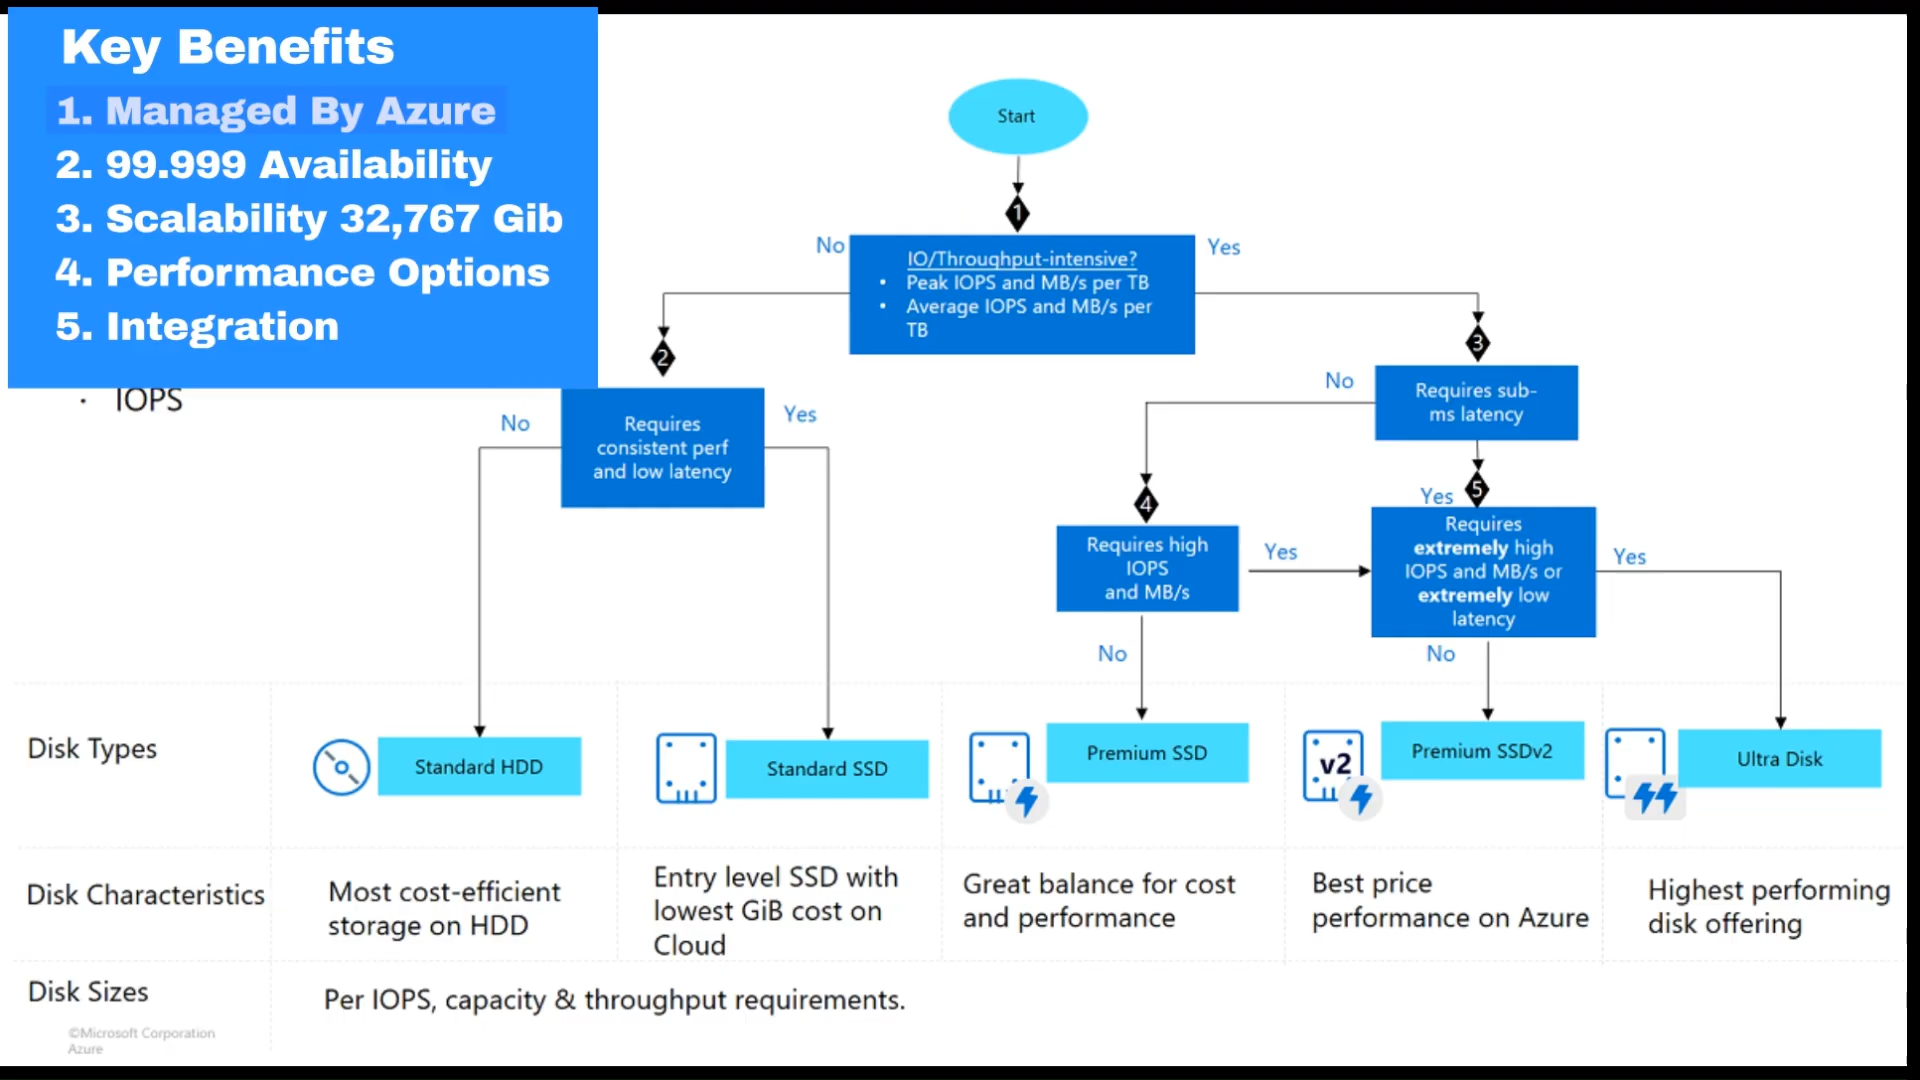 Key Benefits
1. Managed By Azure
2. 99.999 Availability
3. Scalability 32,767 Gib
4. Performance Options
5. Integration
· IOPS
Start
1
No
Yes
IO/Throughput-intensive?
• Peak IOPS and MB/s per TB
• Average IOPS and MB/s per
TB
2
3
No
Requires sub-
ms latency
No
Yes
Requires
consistent perf
and low latency
4
Yes
5
Requires high
IOPS
and MB/s
Yes
Requires
extremely high
IOPS and MB/s or
extremely low
latency
Yes
No
No
Disk Types
Standard HDD
Standard SSD
Premium SSD
v2
Premium SSDv2
Ultra Disk
Disk Characteristics
Most cost-efficient
storage on HDD
Entry level SSD with
lowest GiB cost on
Cloud
Great balance for cost
and performance
Best price
performance on Azure
Highest performing
disk offering
Disk Sizes
Per IOPS, capacity & throughput requirements.
©Microsoft Corporation
Azure